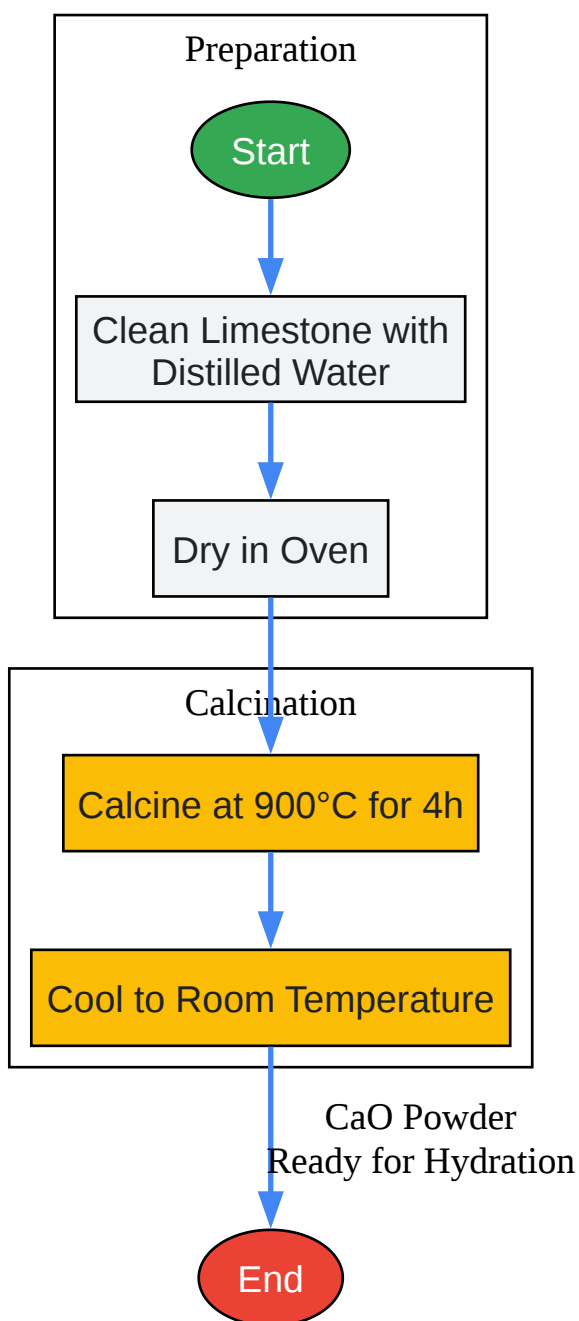 Preparation
Start
Clean Limestone with
Distilled Water
Dry in Oven
Calcination
Calcine at 900°C for 4h
Cool to Room Temperature
CaO Powder
Ready for Hydration
End